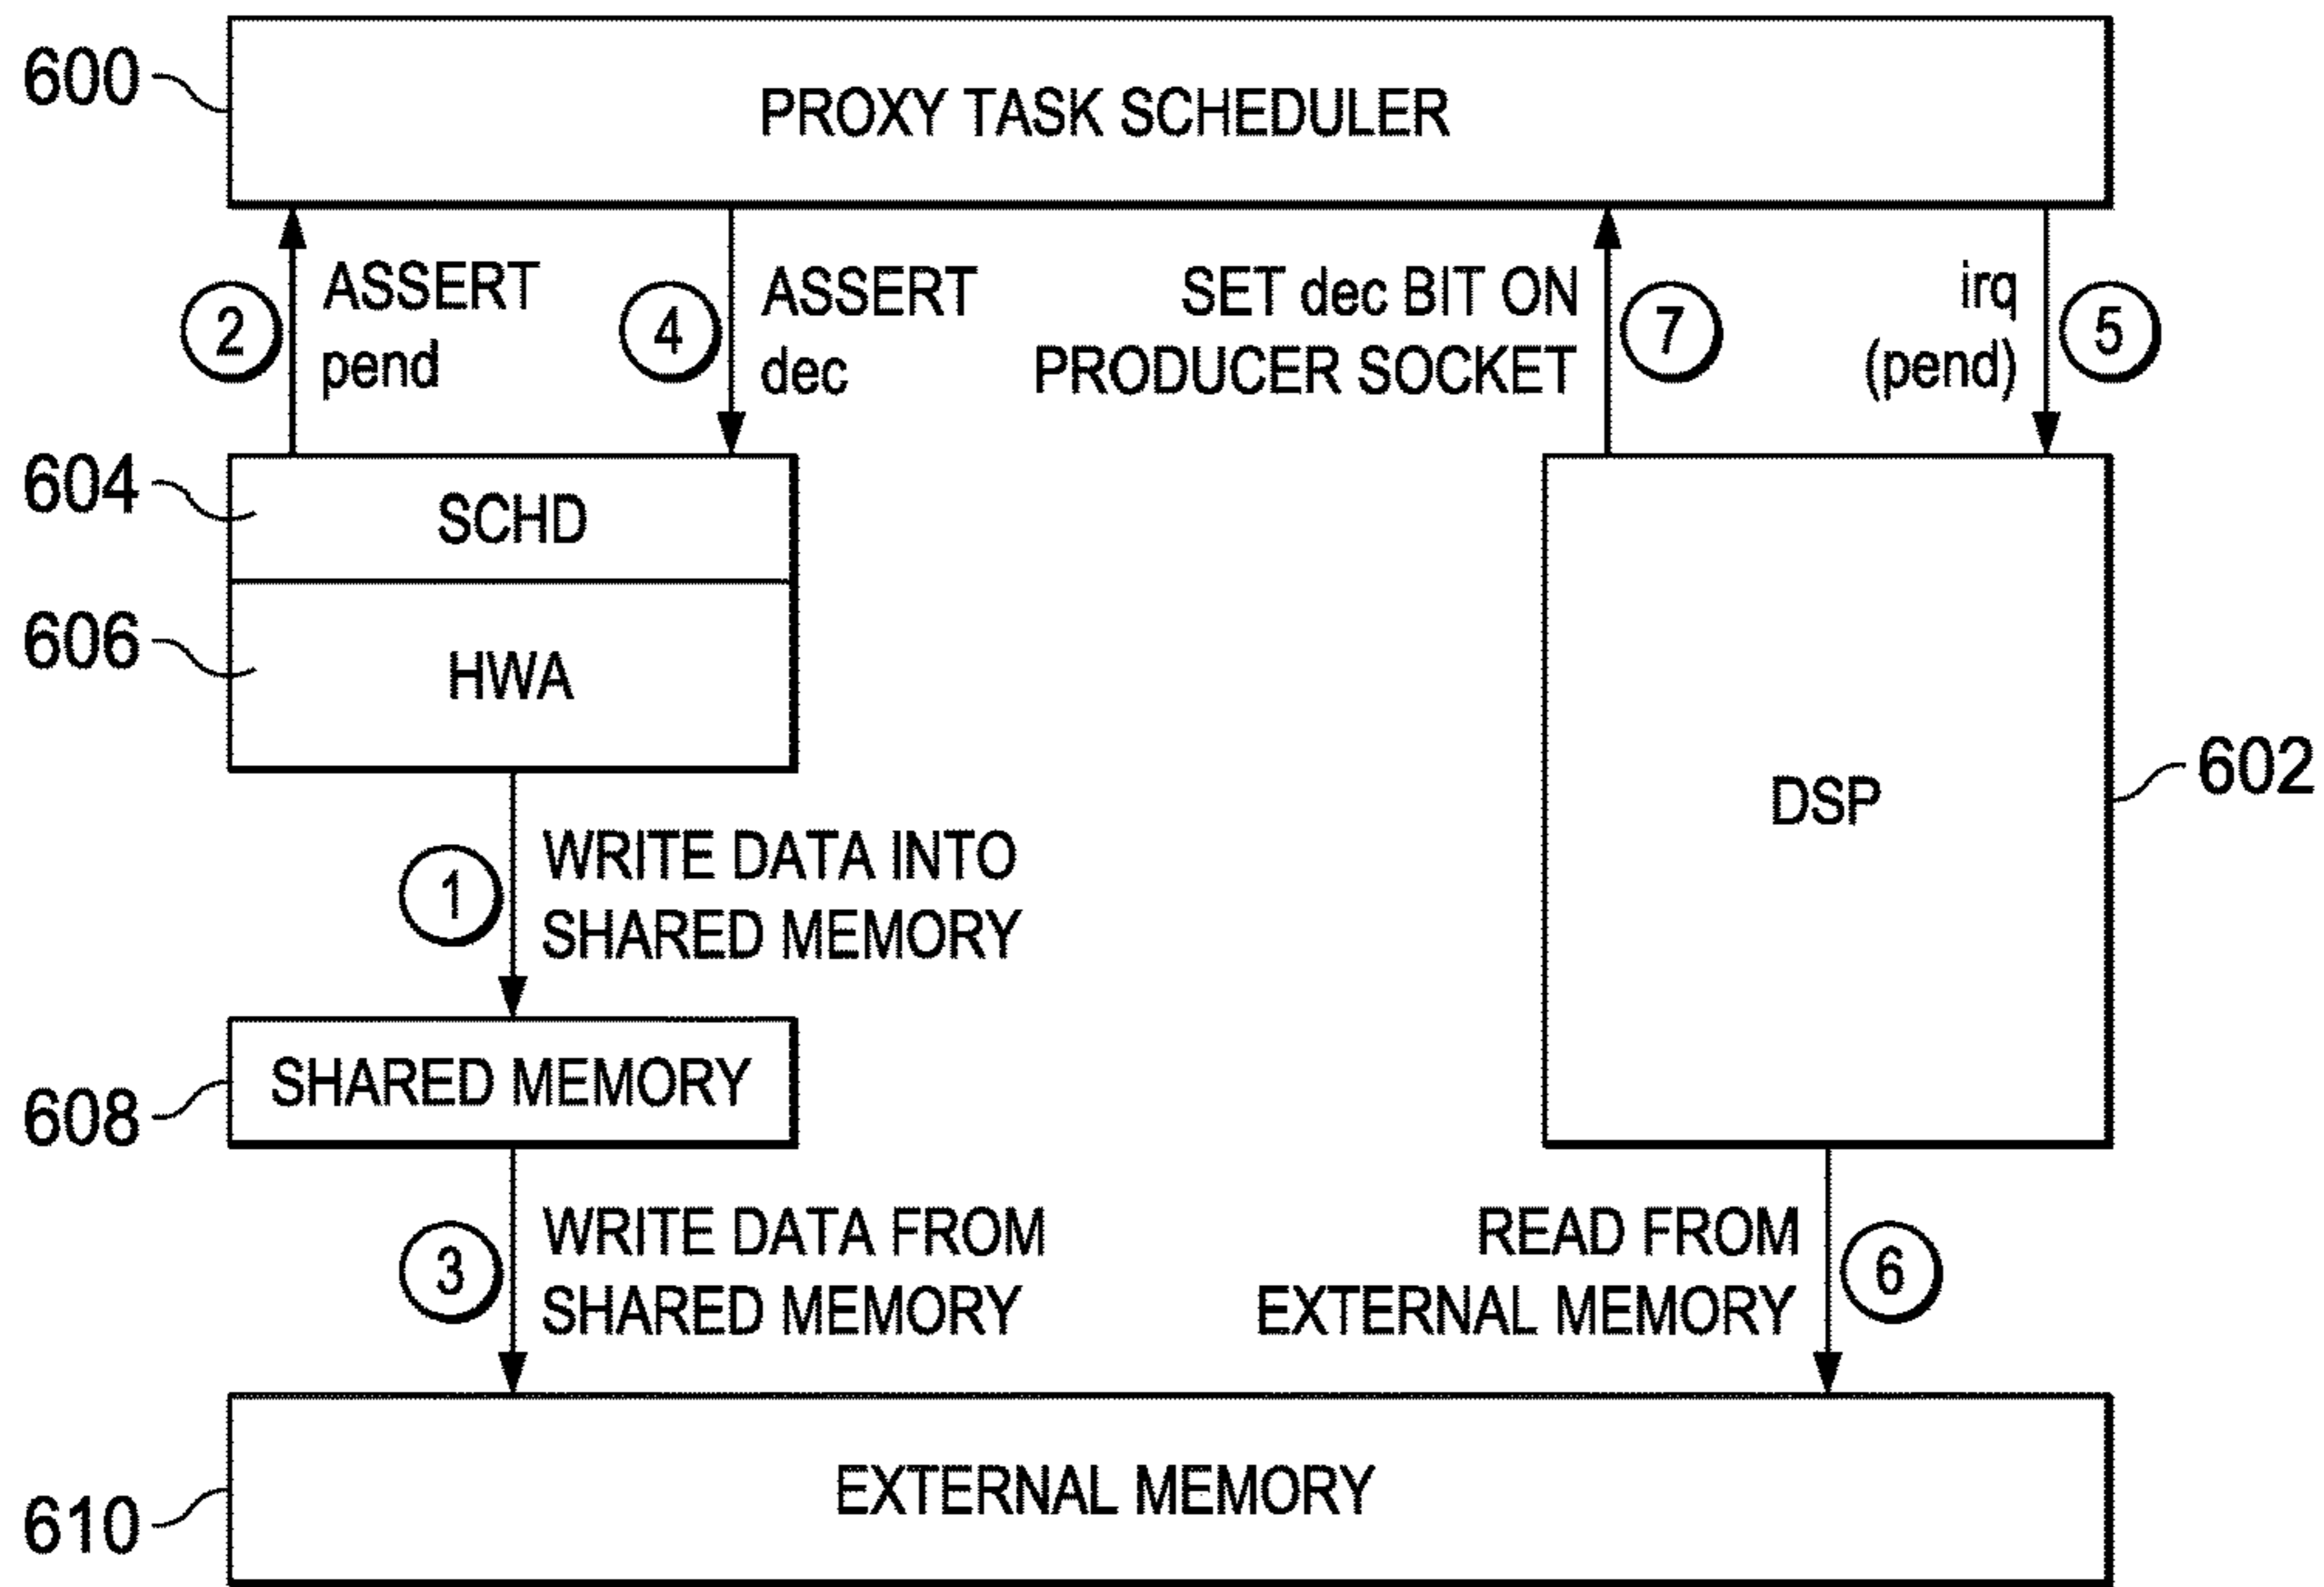 600
PROXY TASK SCHEDULER
2
ASSERT
pend
4
ASSERT
dec
SET dec BIT ON
PRODUCER SOCKET
7
irq
(pend)
5
604
SCHD
606
HWA
DSP
602
1
WRITE DATA INTO
SHARED MEMORY
608
SHARED MEMORY
3
WRITE DATA FROM
SHARED MEMORY
READ FROM
EXTERNAL MEMORY
6
610
EXTERNAL MEMORY